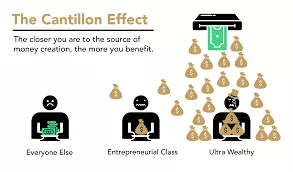 The Cantillon Effect
The closer you are to the source of
money creation, the more you benefit.
Everyone Else
Entrepreneurial Class
Ultra Wealthy